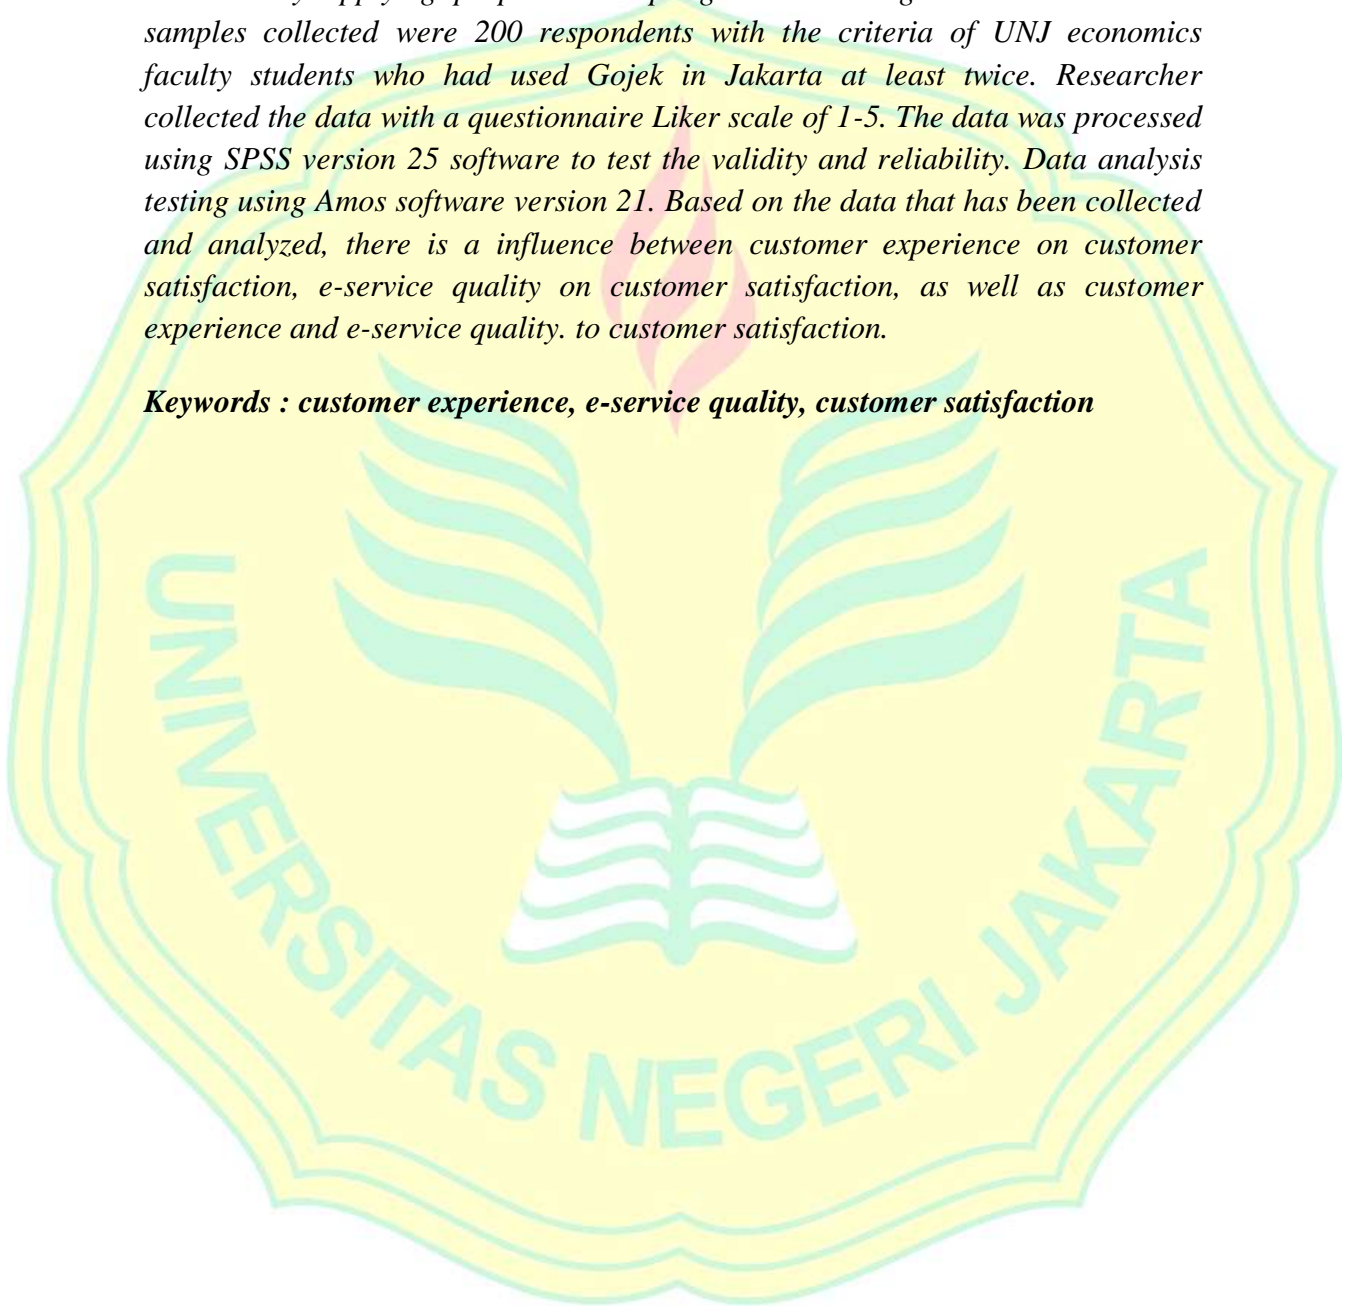 samples collected were 200 respondents with the criteria of UNJ economics
faculty students who had used Gojek in Jakarta at least twice. Researcher
collected the data with a questionnaire Liker scale of 1-5. The data was processed
using SPSS version 25 software to test the validity and reliability. Data analysis
testing using Amos software version 21. Based on the data that has been collected
and analyzed, there is a influence between customer experience on customer
satisfaction, e-service quality on customer satisfaction, as well as customer
experience and e-service quality. to customer satisfaction.
Keywords : customer experience, e-service quality, customer satisfaction
UNIVERSITAS NEGERI JAKARTA